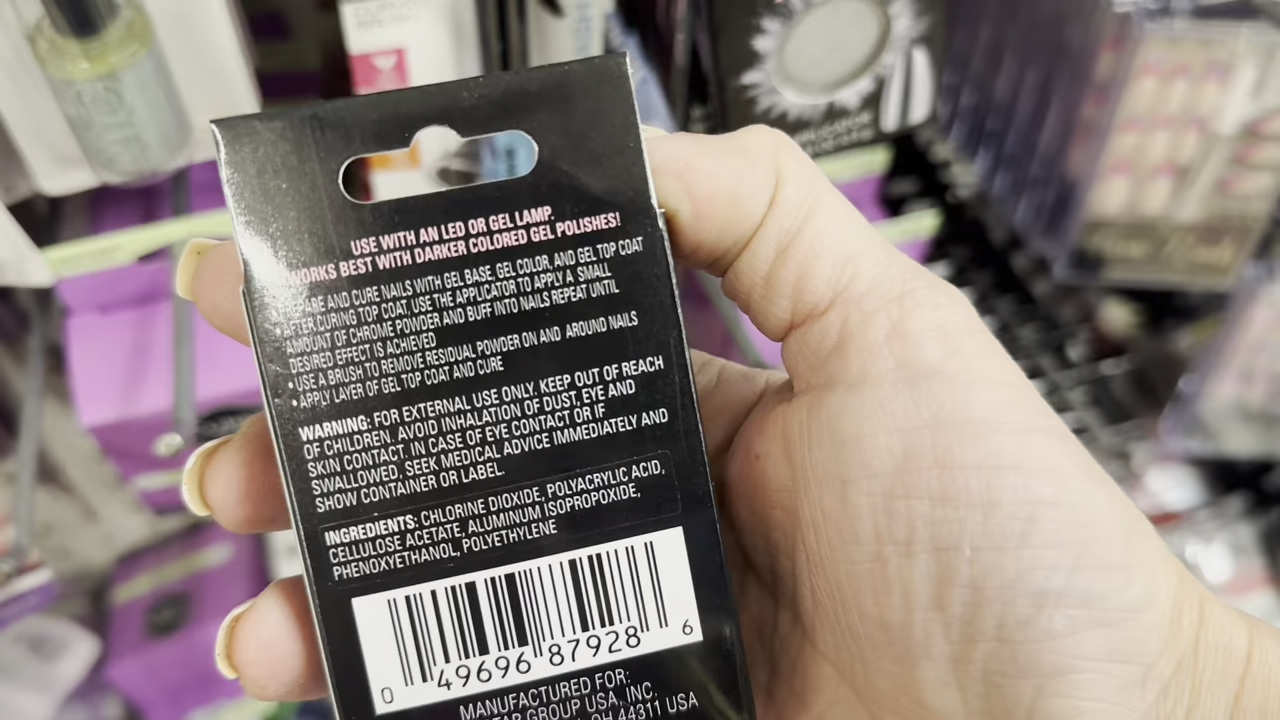 USE WITH AN LED OR GEL LAMP.
WORKS BEST WITH DARKER COLORED GEL POLISHES!
AND CURE NAILS WITH GEL BASE, GEL COLOR, AND GEL TOP COAT
AFTER CURING TOP COAT, USE THE APPLICATOR TO APPLY A SMALL
AMOUNT OF CHROME POWDER AND BUFF INTO NAILS REPEAT UNTIL
DESIRED EFFECT IS ACHIEVED
• USE A BRUSH TO REMOVE RESIDUAL POWDER ON AND AROUND NAILS
• APPLY LAYER OF GEL TOP COAT AND CURE
WARNING: FOR EXTERNAL USE ONLY. KEEP OUT OF REACH
OF CHILDREN. AVOID INHALATION OF DUST, EYE AND
SKIN CONTACT. IN CASE OF EYE CONTACT OR IF
SWALLOWED, SEEK MEDICAL ADVICE IMMEDIATELY AND
SHOW CONTAINER OR LABEL.
INGREDIENTS: CHLORINE DIOXIDE, POLYACRYLIC ACID,
CELLULOSE ACETATE, ALUMINUM ISOPROPOXIDE,
PHENOXYETHANOL, POLYETHYLENE
0 49696 87928 6
MANUFACTURED FOR:
GROUP USA, INC.
OH 44311 USA